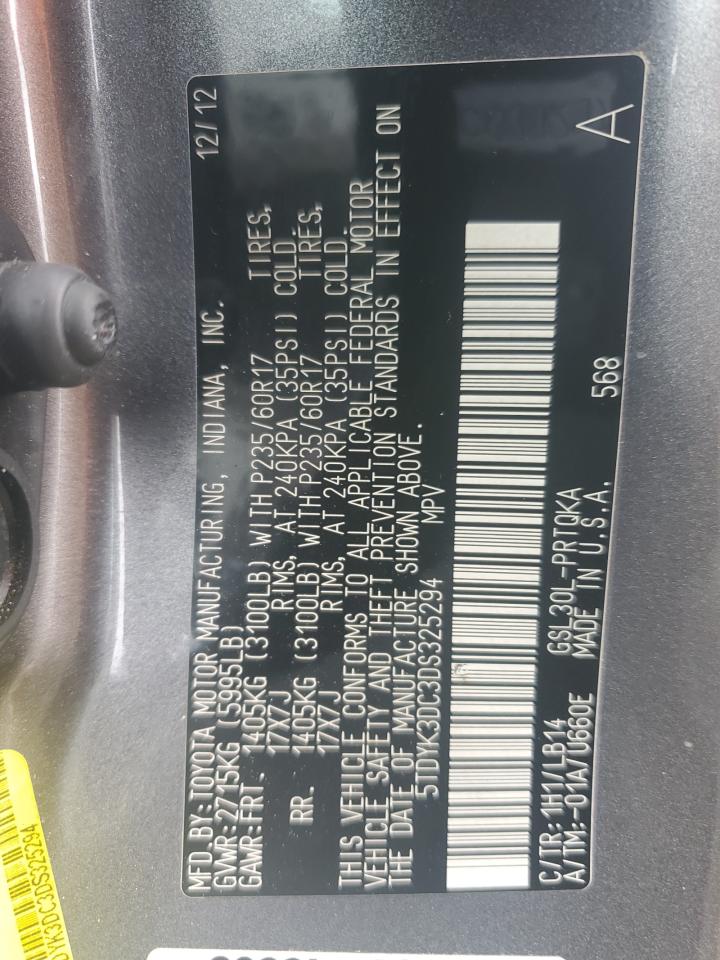 MFD.BY:TOYOTA MOTOR MANUFACTURING, INDIANA, INC. 12/12
GVWR:2715KG (5995LB)
GAWR:FRT. 1405KG (3100LB) WITH P235/60R17 TIRES,
17X7J RIMS, AT 240KPA (35PSI) COLD.
RR. 1405KG (3100LB) WITH P235/60R17 TIRES,
17X7J RIMS, AT 240KPA (35PSI) COLD.
THIS VEHICLE CONFORMS TO ALL APPLICABLE FEDERAL MOTOR
VEHICLE SAFETY AND THEFT PREVENTION STANDARDS IN EFFECT ON
THE DATE OF MANUFACTURE SHOWN ABOVE.
5TDYK3DC3DS325294 MPV
C/TR:1H1/LB14 GSL30L-PRTQKA
A/TM:-01A/U660E MADE IN U.S.A. 568
A
DYK3DC3DS325294